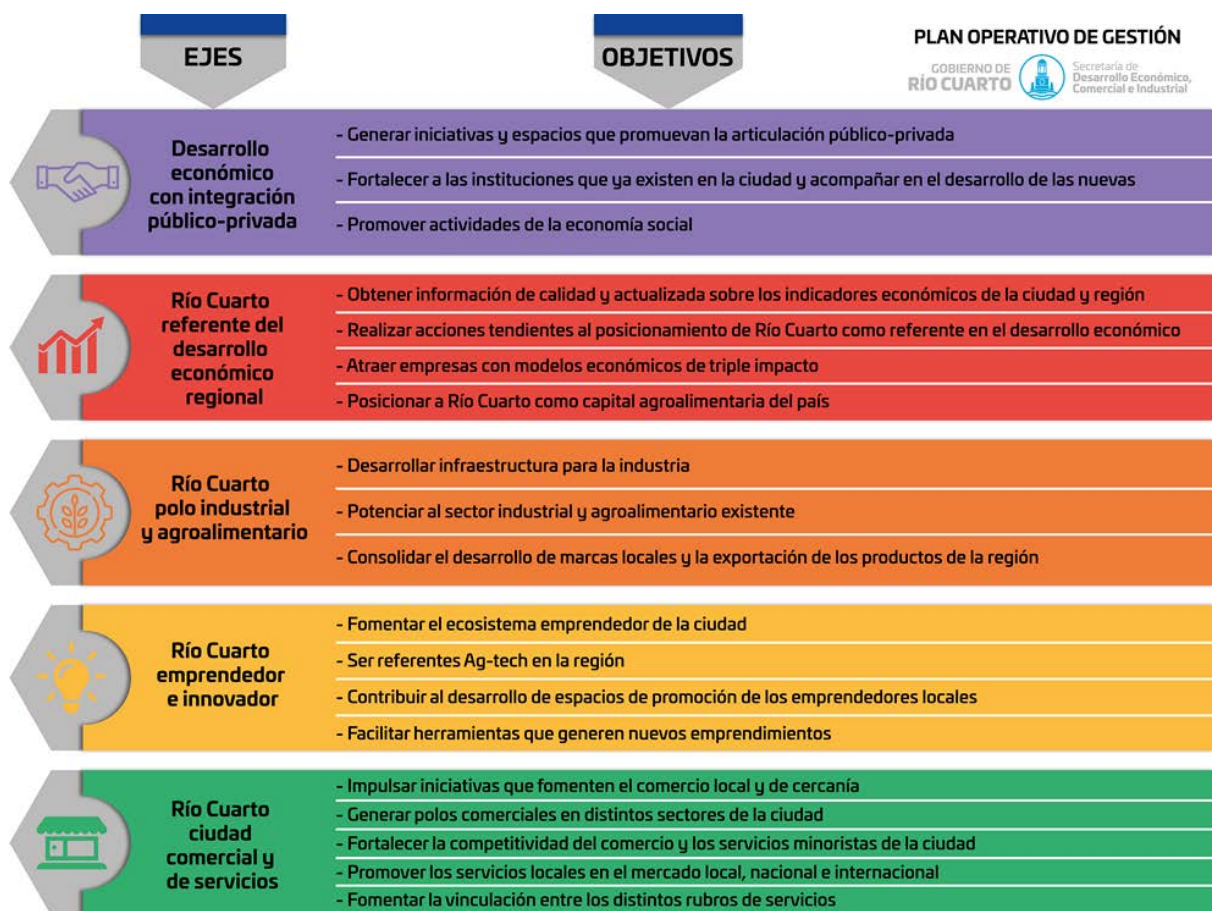 EJES
OBJETIVOS
PLAN OPERATIVO DE GESTIÓN
GOBIERNO DE
RÍO CUARTO
Secretaría de
Desarrollo Económico,
Comercial e Industrial
Desarrollo
económico
con integración
público-privada
- Generar iniciativas y espacios que promuevan la articulación público-privada
- Fortalecer a las instituciones que ya existen en la ciudad y acompañar en el desarrollo de las nuevas
- Promover actividades de la economía social
Río Cuarto
referente del
desarrollo
económico
regional
- Obtener información de calidad y actualizada sobre los indicadores económicos de la ciudad y región
- Realizar acciones tendientes al posicionamiento de Río Cuarto como referente en el desarrollo económico
- Atraer empresas con modelos económicos de triple impacto
- Posicionar a Río Cuarto como capital agroalimentaria del país
Río Cuarto
polo industrial
y agroalimentario
- Desarrollar infraestructura para la industria
- Potenciar al sector industrial y agroalimentario existente
- Consolidar el desarrollo de marcas locales y la exportación de los productos de la región
Río Cuarto
emprendedor
e innovador
- Fomentar el ecosistema emprendedor de la ciudad
- Ser referentes Ag-tech en la región
- Contribuir al desarrollo de espacios de promoción de los emprendedores locales
- Facilitar herramientas que generen nuevos emprendimientos
Río Cuarto
ciudad
comercial y
de servicios
- Impulsar iniciativas que fomenten el comercio local y de cercanía
- Generar polos comerciales en distintos sectores de la ciudad
- Fortalecer la competitividad del comercio y los servicios minoristas de la ciudad
- Promover los servicios locales en el mercado local, nacional e internacional
- Fomentar la vinculación entre los distintos rubros de servicios